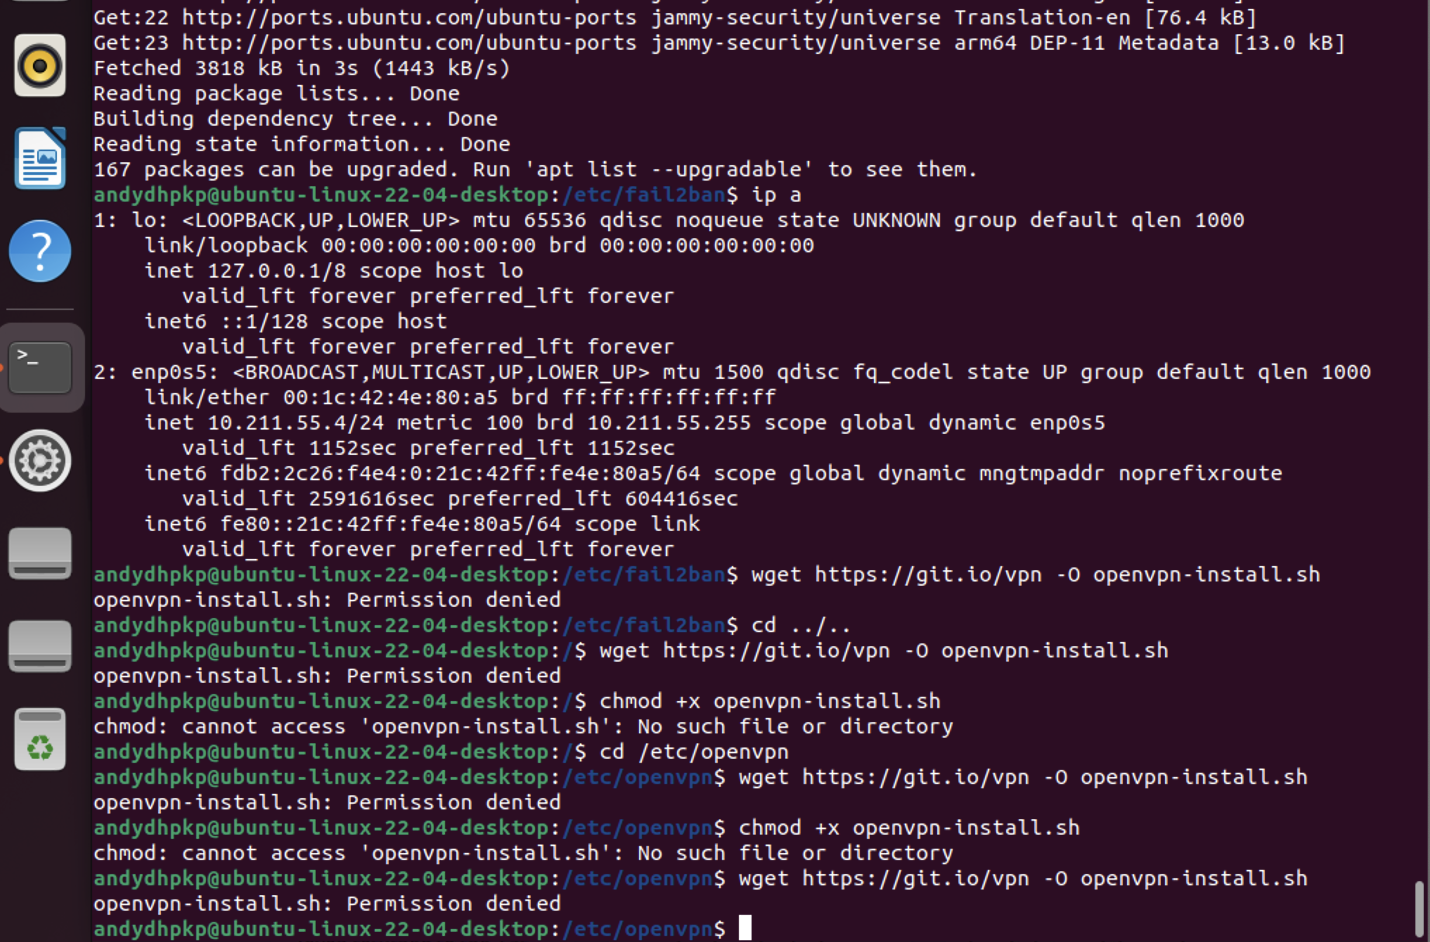 Get:22 http://ports.ubuntu.com/ubuntu-ports jammy-security/universe Translation-en [76.4 kB]
Get:23 http://ports.ubuntu.com/ubuntu-ports jammy-security/universe arm64 DEP-11 Metadata [13.0 kB]
Fetched 3818 kB in 3s (1443 kB/s)
Reading package lists... Done
Building dependency tree... Done
Reading state information... Done
167 packages can be upgraded. Run 'apt list --upgradable' to see them.
andydhpkp@ubuntu-linux-22-04-desktop:/etc/fail2ban$ ip a
1: lo: <LOOPBACK,UP,LOWER_UP> mtu 65536 qdisc noqueue state UNKNOWN group default qlen 1000
    link/loopback 00:00:00:00:00:00 brd 00:00:00:00:00:00
    inet 127.0.0.1/8 scope host lo
       valid_lft forever preferred_lft forever
    inet6 ::1/128 scope host
       valid_lft forever preferred_lft forever
2: enp0s5: <BROADCAST,MULTICAST,UP,LOWER_UP> mtu 1500 qdisc fq_codel state UP group default qlen 1000
    link/ether 00:1c:42:4e:80:a5 brd ff:ff:ff:ff:ff:ff
    inet 10.211.55.4/24 metric 100 brd 10.211.55.255 scope global dynamic enp0s5
       valid_lft 1152sec preferred_lft 1152sec
    inet6 fdb2:2c26:f4e4:0:21c:42ff:fe4e:80a5/64 scope global dynamic mngtmpaddr noprefixroute
       valid_lft 2591616sec preferred_lft 604416sec
    inet6 fe80::21c:42ff:fe4e:80a5/64 scope link
       valid_lft forever preferred_lft forever
andydhpkp@ubuntu-linux-22-04-desktop:/etc/fail2ban$ wget https://git.io/vpn -O openvpn-install.sh
openvpn-install.sh: Permission denied
andydhpkp@ubuntu-linux-22-04-desktop:/etc/fail2ban$ cd ../..
andydhpkp@ubuntu-linux-22-04-desktop:/$ wget https://git.io/vpn -O openvpn-install.sh
openvpn-install.sh: Permission denied
andydhpkp@ubuntu-linux-22-04-desktop:/$ chmod +x openvpn-install.sh
chmod: cannot access 'openvpn-install.sh': No such file or directory
andydhpkp@ubuntu-linux-22-04-desktop:/$ cd /etc/openvpn
andydhpkp@ubuntu-linux-22-04-desktop:/etc/openvpn$ wget https://git.io/vpn -O openvpn-install.sh
openvpn-install.sh: Permission denied
andydhpkp@ubuntu-linux-22-04-desktop:/etc/openvpn$ chmod +x openvpn-install.sh
chmod: cannot access 'openvpn-install.sh': No such file or directory
andydhpkp@ubuntu-linux-22-04-desktop:/etc/openvpn$ wget https://git.io/vpn -O openvpn-install.sh
openvpn-install.sh: Permission denied
andydhpkp@ubuntu-linux-22-04-desktop:/etc/openvpn$